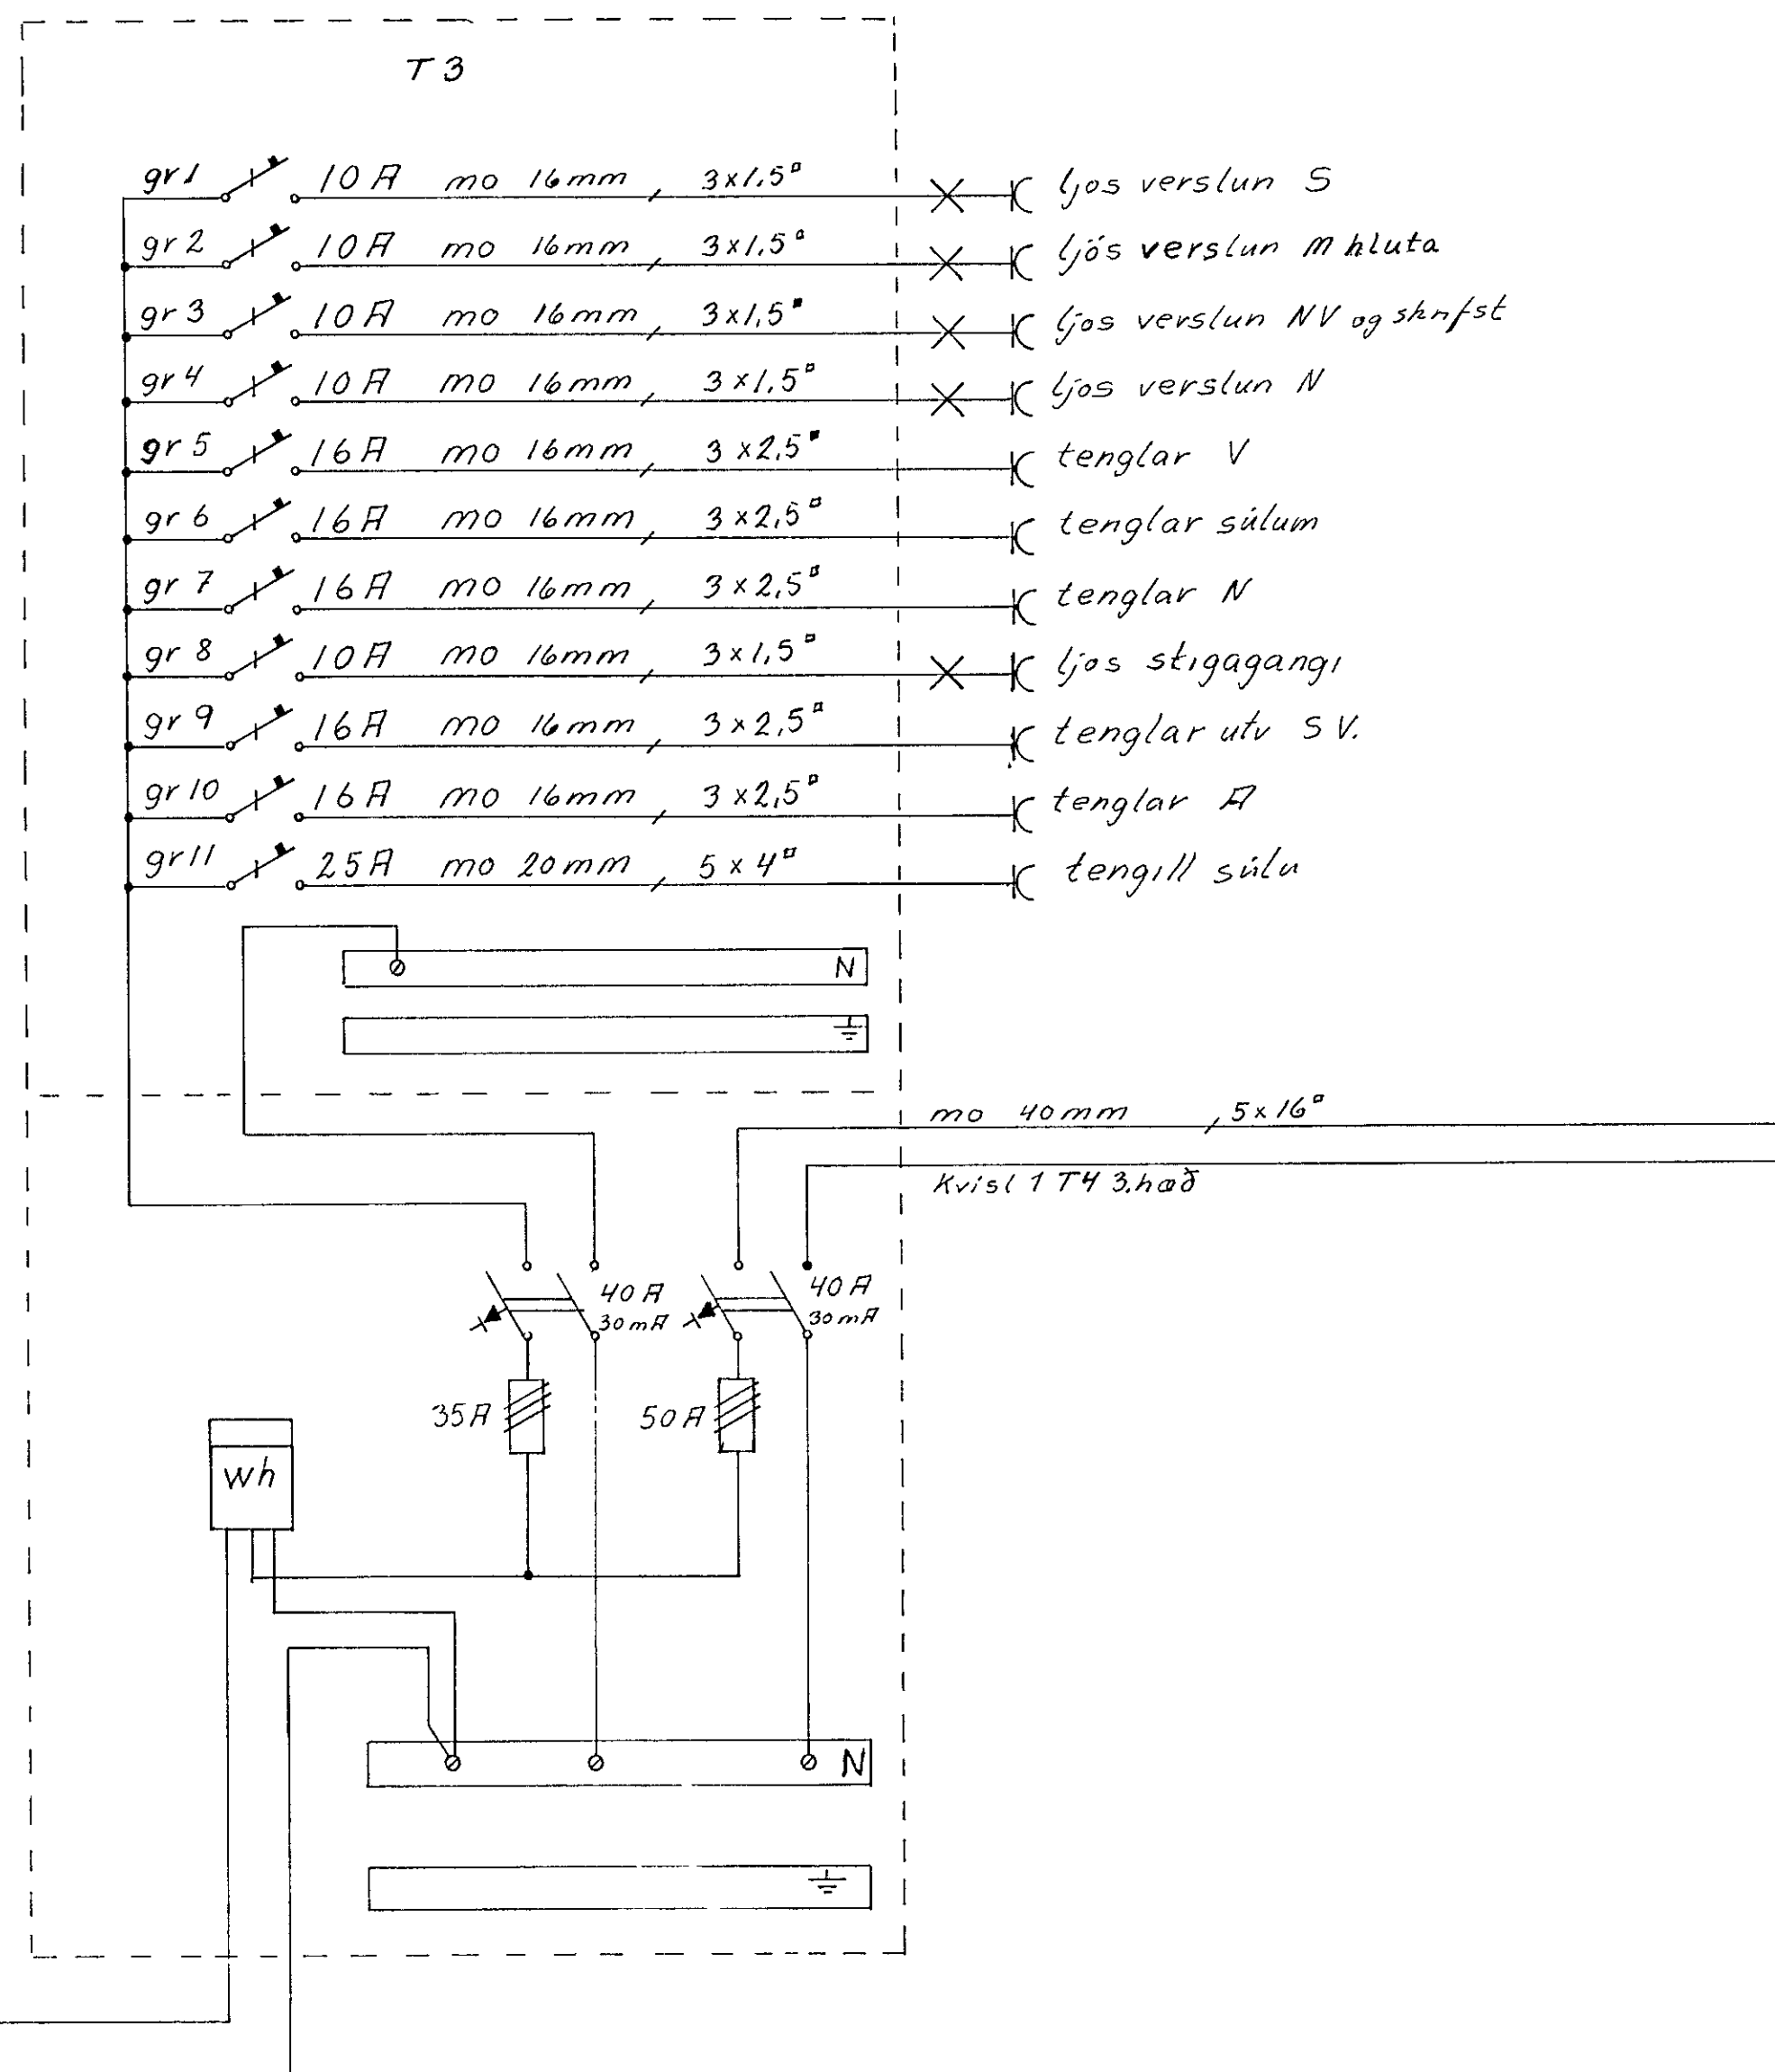 T3
gr1 10A mo 16mm, 3x1,5▫ ljos verslun S
gr2 10A mo 16mm, 3x1,5▫ ljós verslun m hluta
gr3 10A mo 16mm, 3x1,5▫ ljos verslun NV og skrifst
gr4 10A mo 16mm, 3x1,5▫ ljos verslun N
gr5 16A mo 16mm, 3x2,5▫ tenglar V
gr6 16A mo 16mm, 3x2,5▫ tenglar súlum
gr7 16A mo 16mm, 3x2,5▫ tenglar N
gr8 10A mo 16mm, 3x1,5▫ ljos stigagangi
gr9 16A mo 16mm, 3x2,5▫ tenglar utv SV.
gr10 16A mo 16mm, 3x2,5▫ tenglar A
gr11 25A mo 20mm, 5x4▫ tengill súlu
N
mo 40mm, 5x16▫
Kvisl 1 T4 3.hæð
40A 40A
30mA 30mA
35A 50A
wh
N